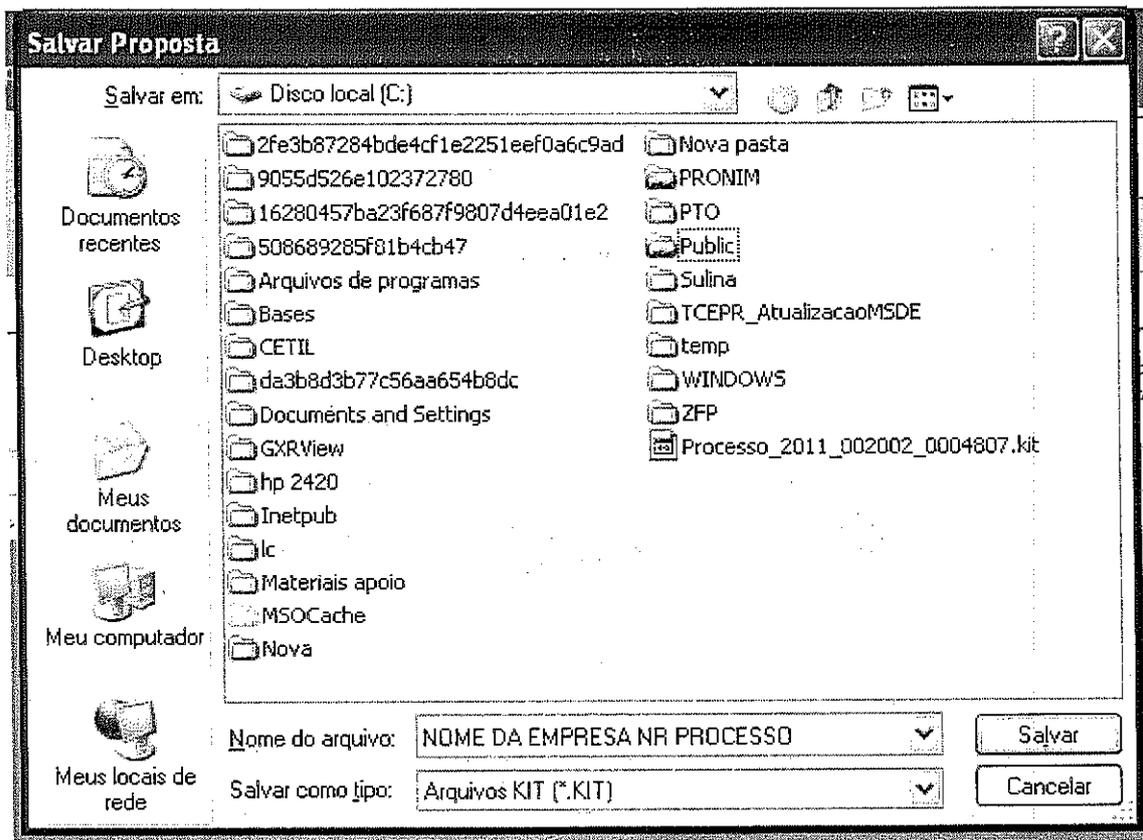 Salvar Proposta
Salvar em:
Disco local (C:)
Documentos recentes
Desktop
Meus documentos
Meu computador
Meus locais de rede
2fe3b87284bde4cf1e2251eef0a6c9ad
9055d526e102372780
16280457ba23f687f9807d4eea01e2
508689285f81b4cb47
Arquivos de programas
Bases
CETIL
da3b8d3b77c56aa654b8dc
Documents and Settings
GXRView
hp 2420
Inetpub
lc
Materiais apoio
MSOCache
Nova
Nova pasta
PRONIM
PTO
Public
Sulina
TCEPR_AtualizacaoMSDE
temp
WINDOWS
ZFP
Processo_2011_002002_0004807.kit
Nome do arquivo:
NOME DA EMPRESA NR PROCESSO
Salvar
Salvar como tipo:
Arquivos KIT (*.KIT)
Cancelar